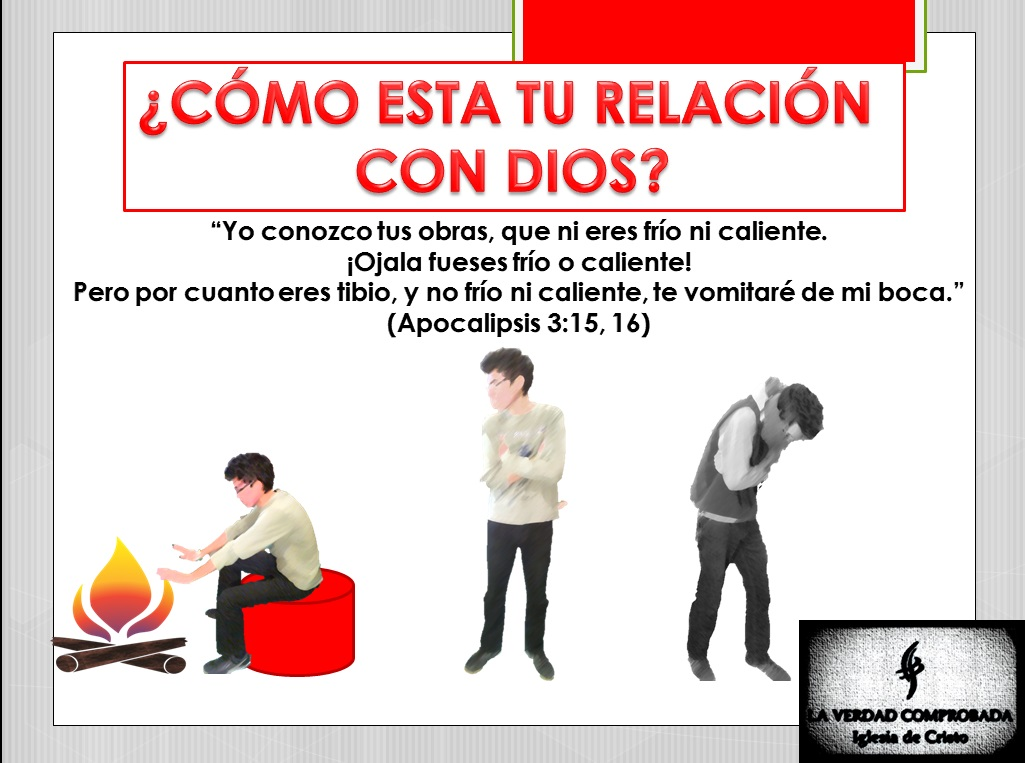 ¿CÓMO ESTA TU RELACIÓN
CON DIOS?
“Yo conozco tus obras, que ni eres frío ni caliente.
¡Ojala fueses frío o caliente!
Pero por cuanto eres tibio, y no frío ni caliente, te vomitaré de mi boca.”
(Apocalipsis 3:15, 16)
LA VERDAD COMPROBADA
Iglesia de Cristo